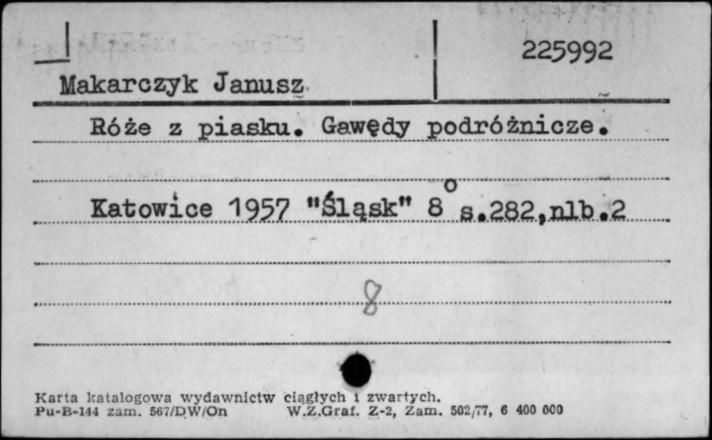 225992
Makarczyk Janusz
Róże z piasku. Gawędy podróżnicze.
Katowice 1957 "Śląsk" 8° s.282,nlb.2
8
Karta katalogowa wydawnictw ciągłych i zwartych.
Pu-B-144 zam. 567/DW/On W.Z.Graf. Z-2, Zam. 502/77, 6 400 000